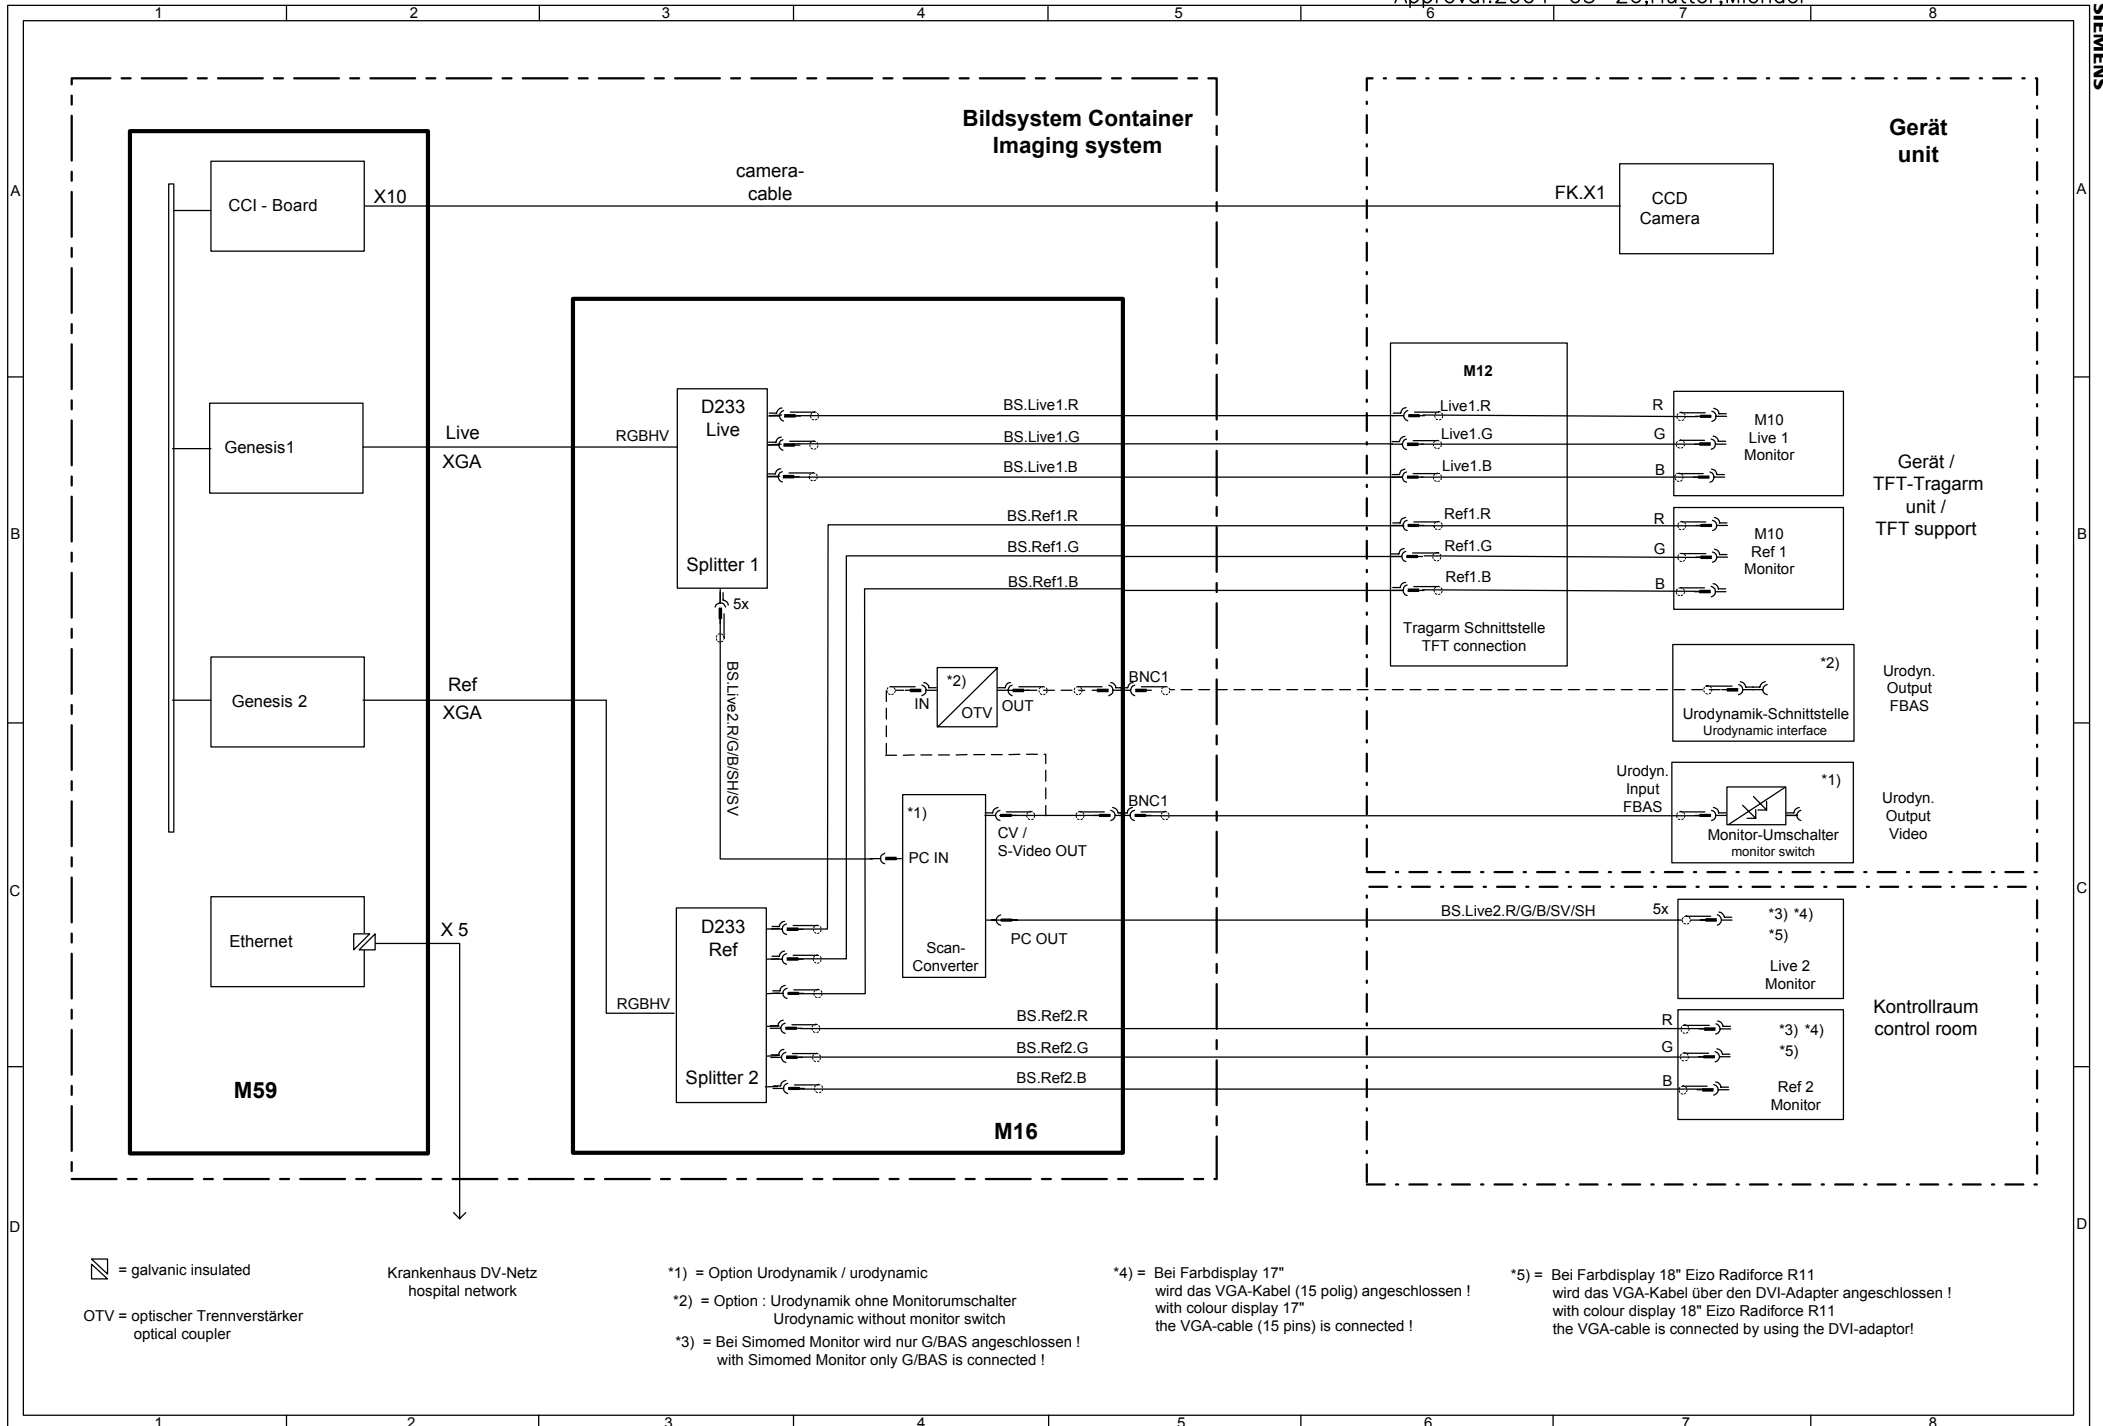 1 2 3 4 5 6 7 8
SIEMENS
A
B
C
D
Bildsystem Container
Imaging system
Gerät
unit
CCI - Board
X10
camera-
cable
FK.X1
CCD
Camera
Genesis1
Live
XGA
RGBHV
D233
Live
Splitter 1
5x
BS.Live1.R
BS.Live1.G
BS.Live1.B
BS.Ref1.R
BS.Ref1.G
BS.Ref1.B
M12
Live1.R
Live1.G
Live1.B
Ref1.R
Ref1.G
Ref1.B
Tragarm Schnittstelle
TFT connection
R
G
B
M10
Live 1
Monitor
R
G
B
M10
Ref 1
Monitor
Gerät /
TFT-Tragarm
unit /
TFT support
Genesis 2
Ref
XGA
BS.Live2.R/G/B/SH/SV
IN
*2)
OTV
OUT
BNC1
*2)
Urodynamik-Schnittstelle
Urodynamic interface
Urodyn.
Output
FBAS
*1)
PC IN
CV /
S-Video OUT
BNC1
Urodyn.
Input
FBAS
*1)
Monitor-Umschalter
monitor switch
Urodyn.
Output
Video
Scan-
Converter
PC OUT
BS.Live2.R/G/B/SV/SH
5x
*3) *4)
*5)
Live 2
Monitor
Ethernet
X 5
RGBHV
D233
Ref
Splitter 2
BS.Ref2.R
BS.Ref2.G
BS.Ref2.B
R
G
B
*3) *4)
*5)
Ref 2
Monitor
Kontrollraum
control room
M59
M16
A
B
C
D
= galvanic insulated
OTV = optischer Trennverstärker
optical coupler
Krankenhaus DV-Netz
hospital network
*1) = Option Urodynamik / urodynamic
*2) = Option : Urodynamik ohne Monitorumschalter
Urodynamic without monitor switch
*3) = Bei Simomed Monitor wird nur G/BAS angeschlossen !
with Simomed Monitor only G/BAS is connected !
*4) = Bei Farbdisplay 17"
wird das VGA-Kabel (15 polig) angeschlossen !
with colour display 17"
the VGA-cable (15 pins) is connected !
*5) = Bei Farbdisplay 18" Eizo Radiforce R11
wird das VGA-Kabel über den DVI-Adapter angeschlossen !
with colour display 18" Eizo Radiforce R11
the VGA-cable is connected by using the DVI-adaptor!
1 2 3 4 5 6 7 8